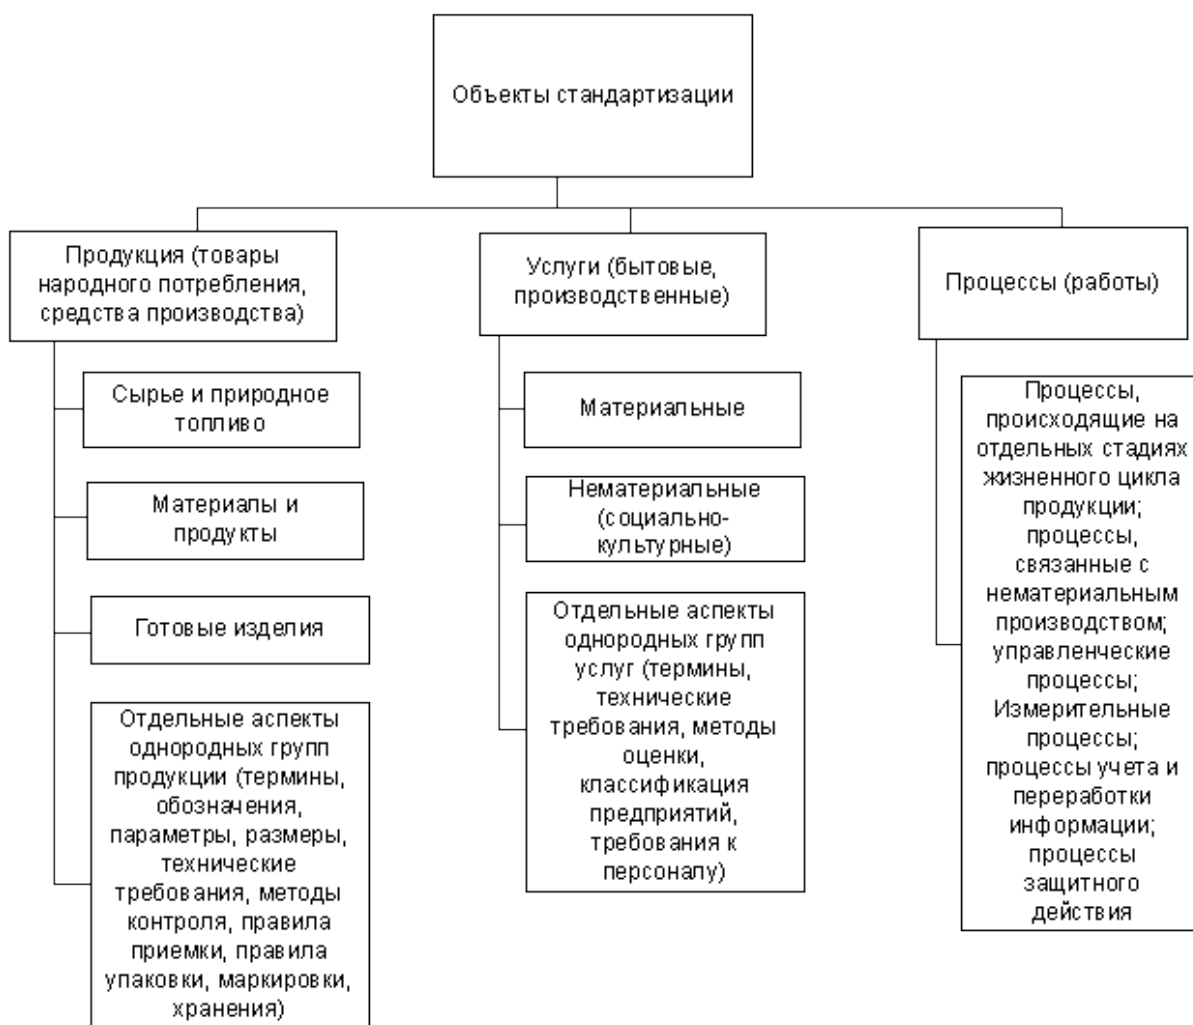 Объекты стандартизации
Продукция (товары
народного потребления,
средства производства)
Сырье и природное
топливо
Материалы и
продукты
Готовые изделия
Отдельные аспекты
однородных групп
продукции (термины,
обозначения,
параметры, размеры,
технические
требования, методы
контроля, правила
приемки, правила
упаковки, маркировки,
хранения)
Услуги (бытовые,
производственные)
Материальные
Нематериальные
(социально-
культурные)
Отдельные аспекты
однородных групп
услуг (термины,
технические
требования, методы
оценки,
классификация
предприятий,
требования к
персоналу)
Процессы (работы)
Процессы,
происходящие на
отдельных стадиях
жизненного цикла
продукции;
процессы,
связанные с
нематериальным
производством;
управленческие
процессы;
Измерительные
процессы;
процессы учета и
переработки
информации;
процессы
защитного
действия